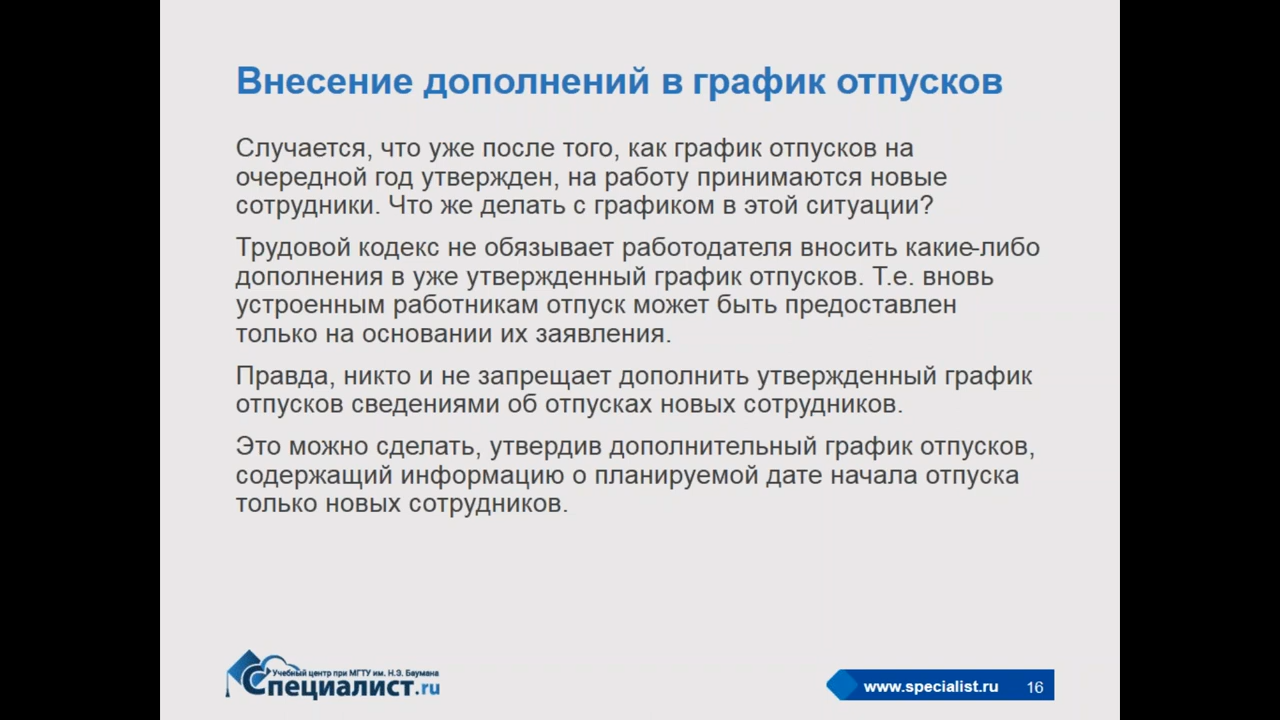 Внесение дополнений в график отпусков
Случается, что уже после того, как график отпусков на
очередной год утвержден, на работу принимаются новые
сотрудники. Что же делать с графиком в этой ситуации?
Трудовой кодекс не обязывает работодателя вносить какие-либо
дополнения в уже утвержденный график отпусков. Т.е. вновь
устроенным работникам отпуск может быть предоставлен
только на основании их заявления.
Правда, никто и не запрещает дополнить утвержденный график
отпусков сведениями об отпусках новых сотрудников.
Это можно сделать, утвердив дополнительный график отпусков,
содержащий информацию о планируемой дате начала отпуска
только новых сотрудников.
Учебный центр при МГТУ им. Н.Э. Баумана
Специалист.ru
www.specialist.ru 16